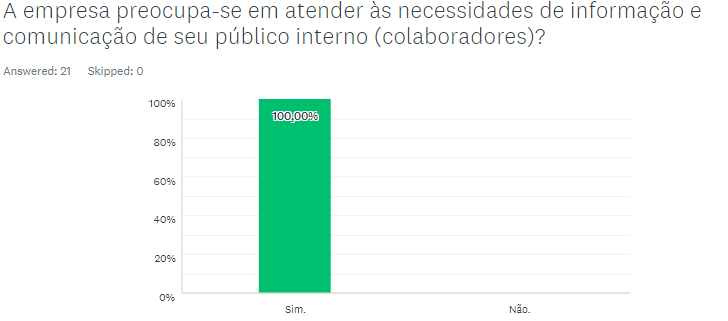 A empresa preocupa-se em atender às necessidades de informação e
comunicação de seu público interno (colaboradores)?
Answered: 21 Skipped: 0
100%
100,00%
80%
60%
40%
20%
0%
Sim. Não.